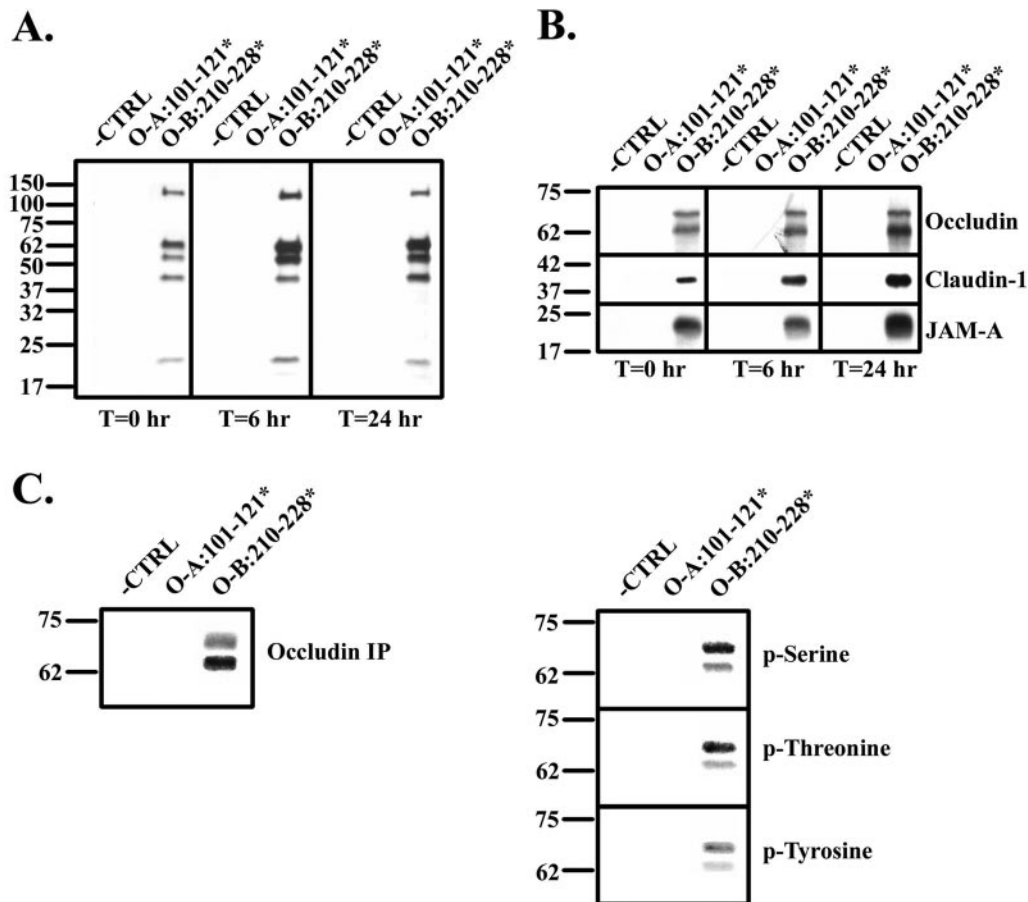 A.
-CTRL
O-A:101-121*
O-B:210-228*
-CTRL
O-A:101-121*
O-B:210-228*
-CTRL
O-A:101-121*
O-B:210-228*
150
100
75
62
50
37
32
25
17
T=0 hr
T=6 hr
T=24 hr
B.
-CTRL
O-A:101-121*
O-B:210-228*
-CTRL
O-A:101-121*
O-B:210-228*
-CTRL
O-A:101-121*
O-B:210-228*
75
62
Occludin
42
37
Claudin-1
25
17
JAM-A
T=0 hr
T=6 hr
T=24 hr
C.
-CTRL
O-A:101-121*
O-B:210-228*
75
62
Occludin IP
-CTRL
O-A:101-121*
O-B:210-228*
75
62
p-Serine
75
62
p-Threonine
75
62
p-Tyrosine